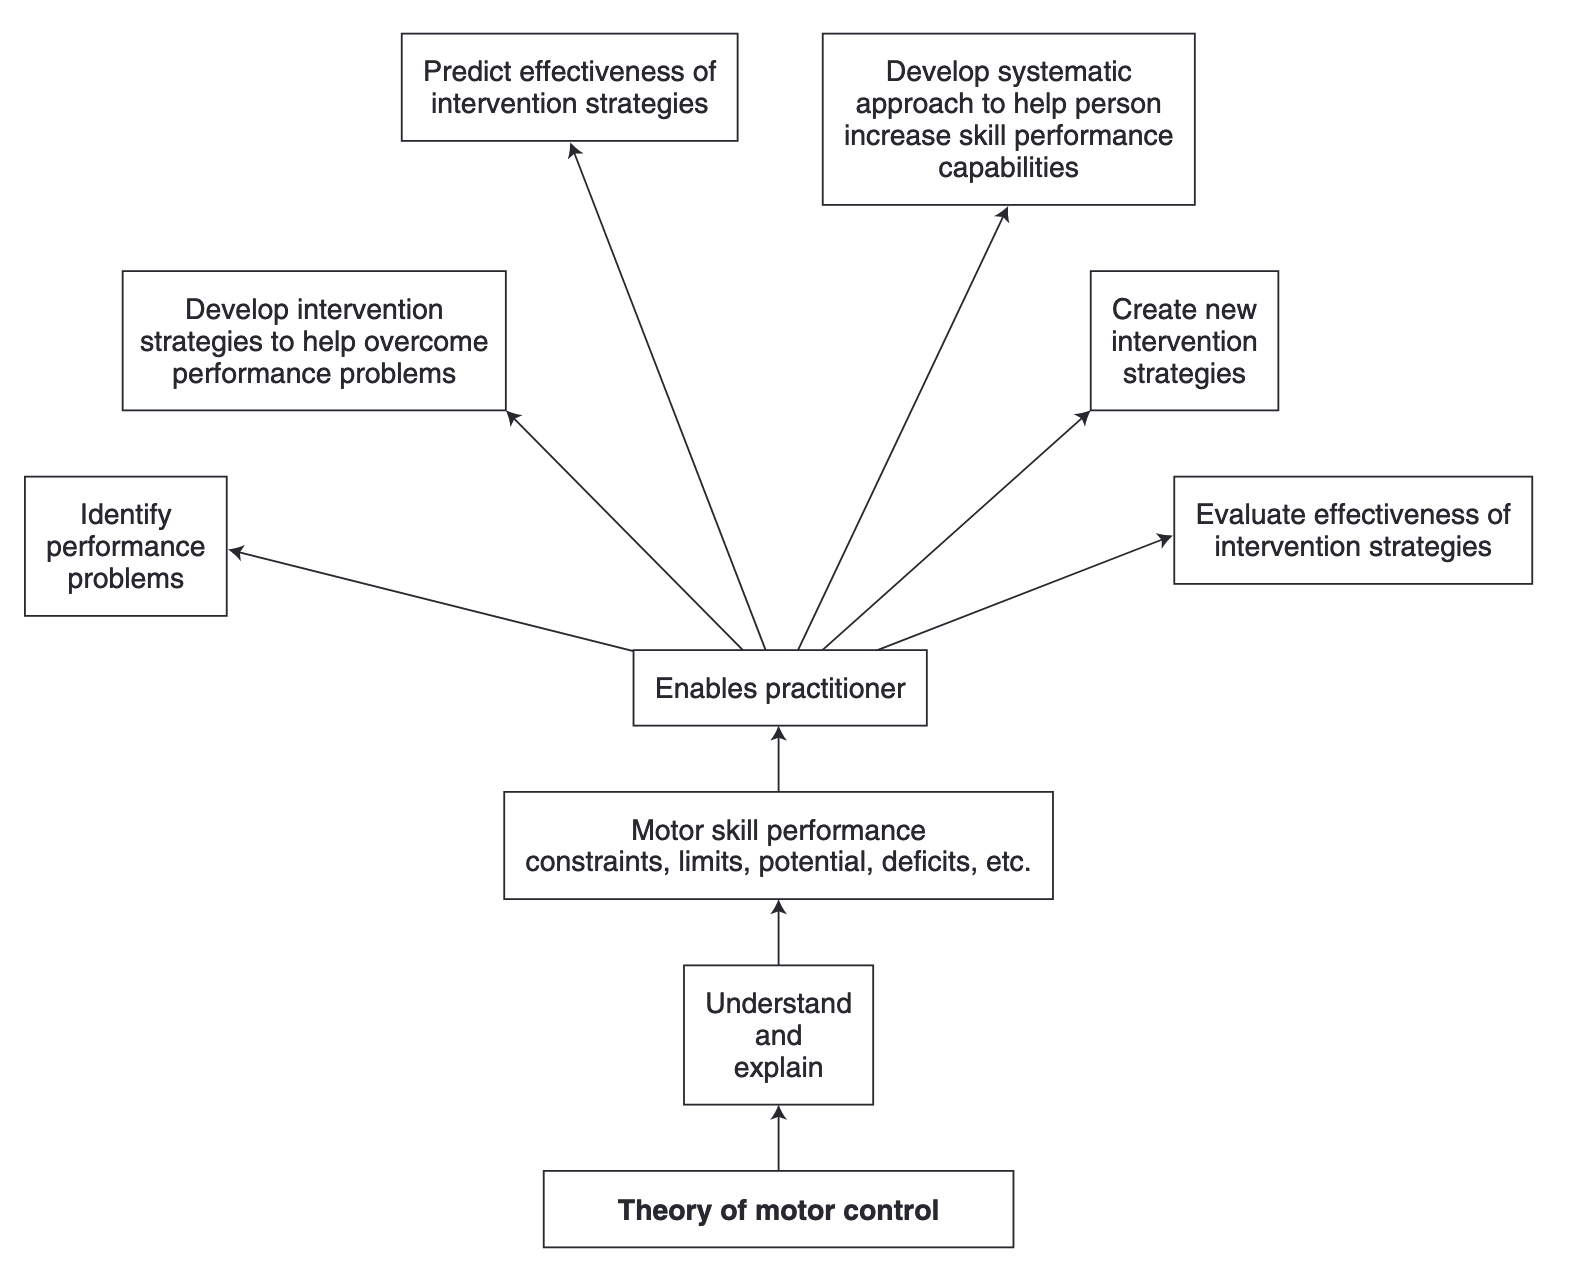 Predict effectiveness of
intervention strategies
Develop systematic
approach to help person
increase skill performance
capabilities
Develop intervention
strategies to help overcome
performance problems
Create new
intervention
strategies
Identify
performance
problems
Evaluate effectiveness of
intervention strategies
Enables practitioner
Motor skill performance
constraints, limits, potential, deficits, etc.
Understand
and
explain
Theory of motor control